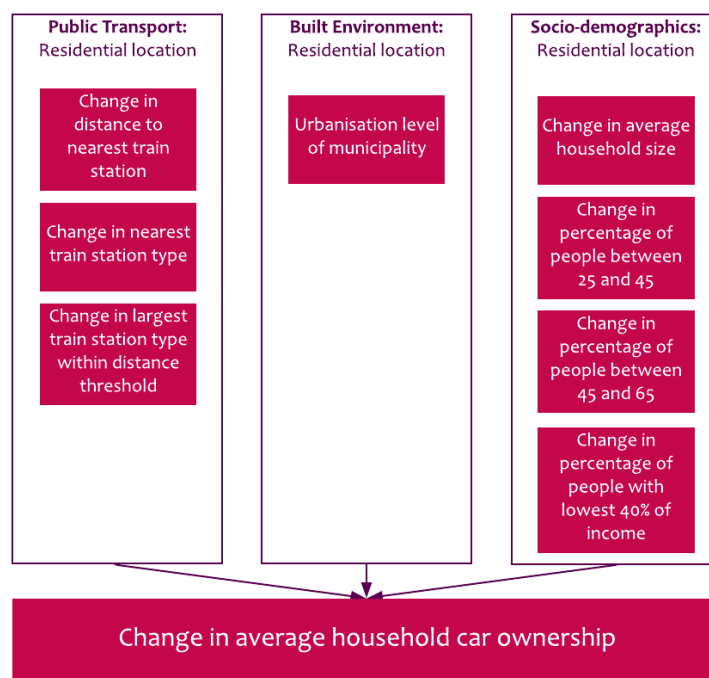 Public Transport:
Residential location
Change in
distance to
nearest train
station
Change in nearest
train station type
Change in largest
train station type
within distance
threshold
Built Environment:
Residential location
Urbanisation level
of municipality
Socio-demographics:
Residential location
Change in average
household size
Change in
percentage of
people between
25 and 45
Change in
percentage of
people between
45 and 65
Change in
percentage of
people with
lowest 40% of
income
Change in average household car ownership